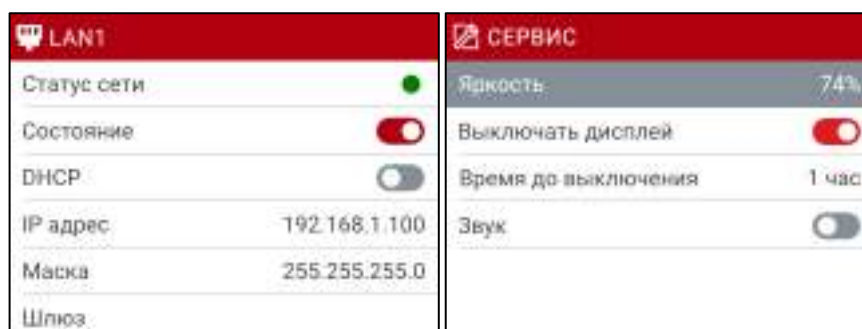 LAN1
Статус сети
Состояние
DHCP
IP адрес 192.168.1.100
Маска 255.255.255.0
Шлюз
СЕРВИС
Яркость 74%
Выключать дисплей
Время до выключения 1 час
Звук